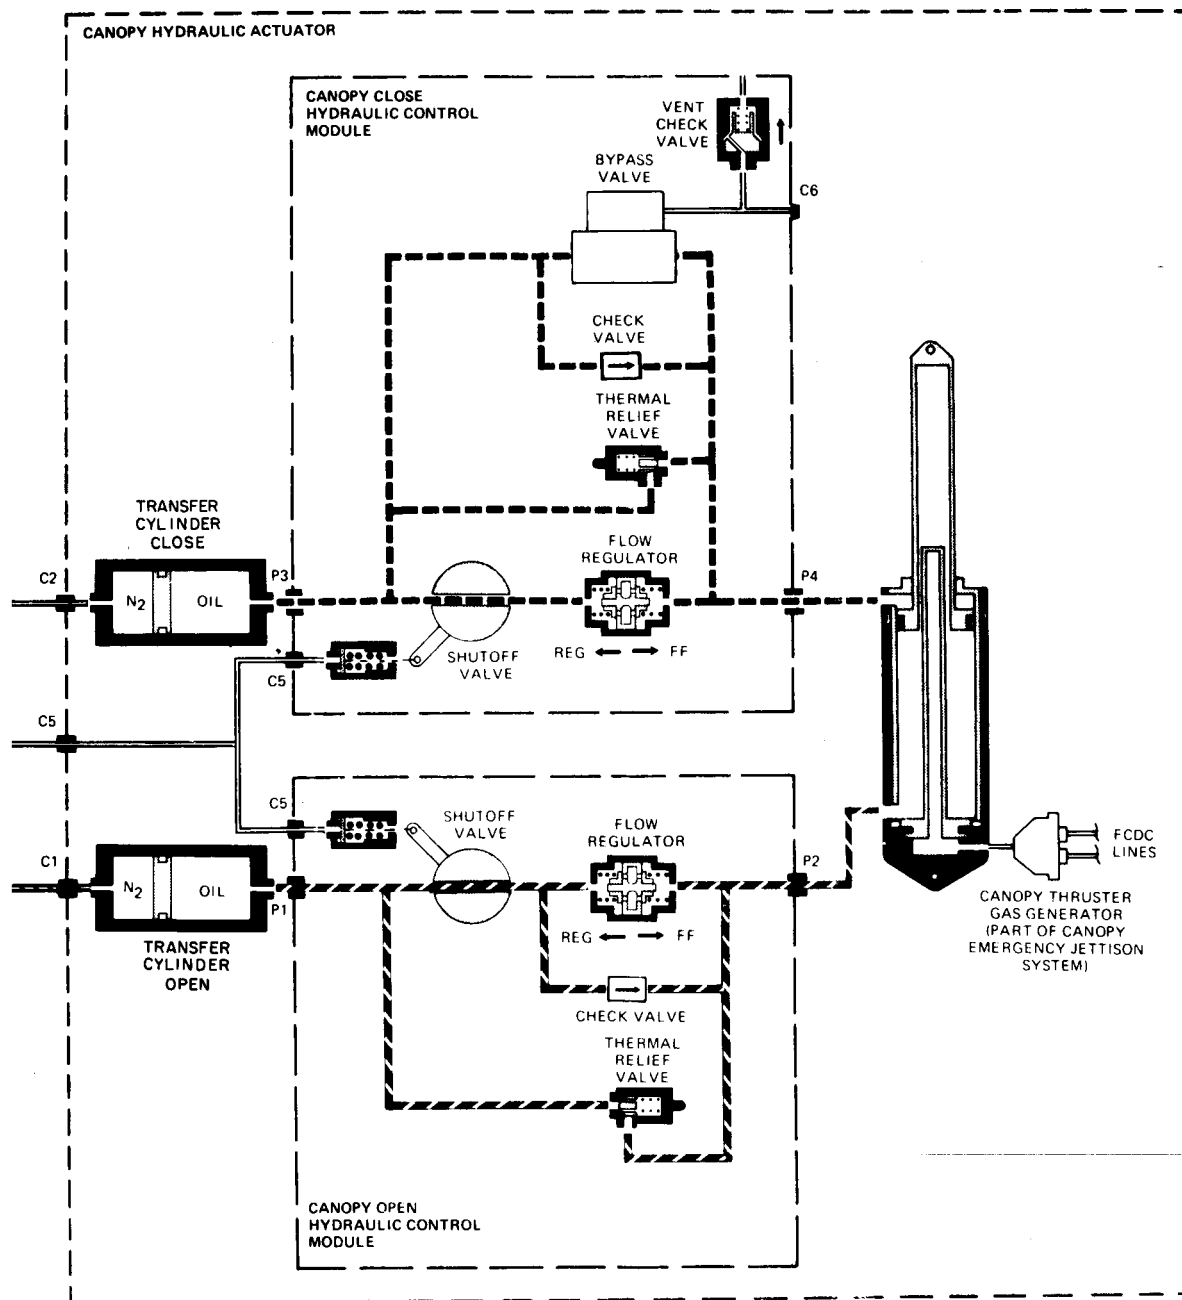 CANOPY HYDRAULIC ACTUATOR
CANOPY CLOSE
HYDRAULIC CONTROL
MODULE
VENT
CHECK
VALVE
BYPASS
VALVE
C6
CHECK
VALVE
THERMAL
RELIEF
VALVE
TRANSFER
CYLINDER
CLOSE
FLOW
REGULATOR
C2
P3
P4
N2
OIL
REG
FF
SHUTOFF
VALVE
C5
C5
C5
SHUTOFF
VALVE
FLOW
REGULATOR
C1
P2
N2
OIL
P1
REG
FF
TRANSFER
CYLINDER
OPEN
FCDC
LINES
CANOPY THRUSTER
GAS GENERATOR
(PART OF CANOPY
EMERGENCY JETTISON
SYSTEM)
CHECK VALVE
THERMAL
RELIEF
VALVE
CANOPY OPEN
HYDRAULIC CONTROL
MODULE